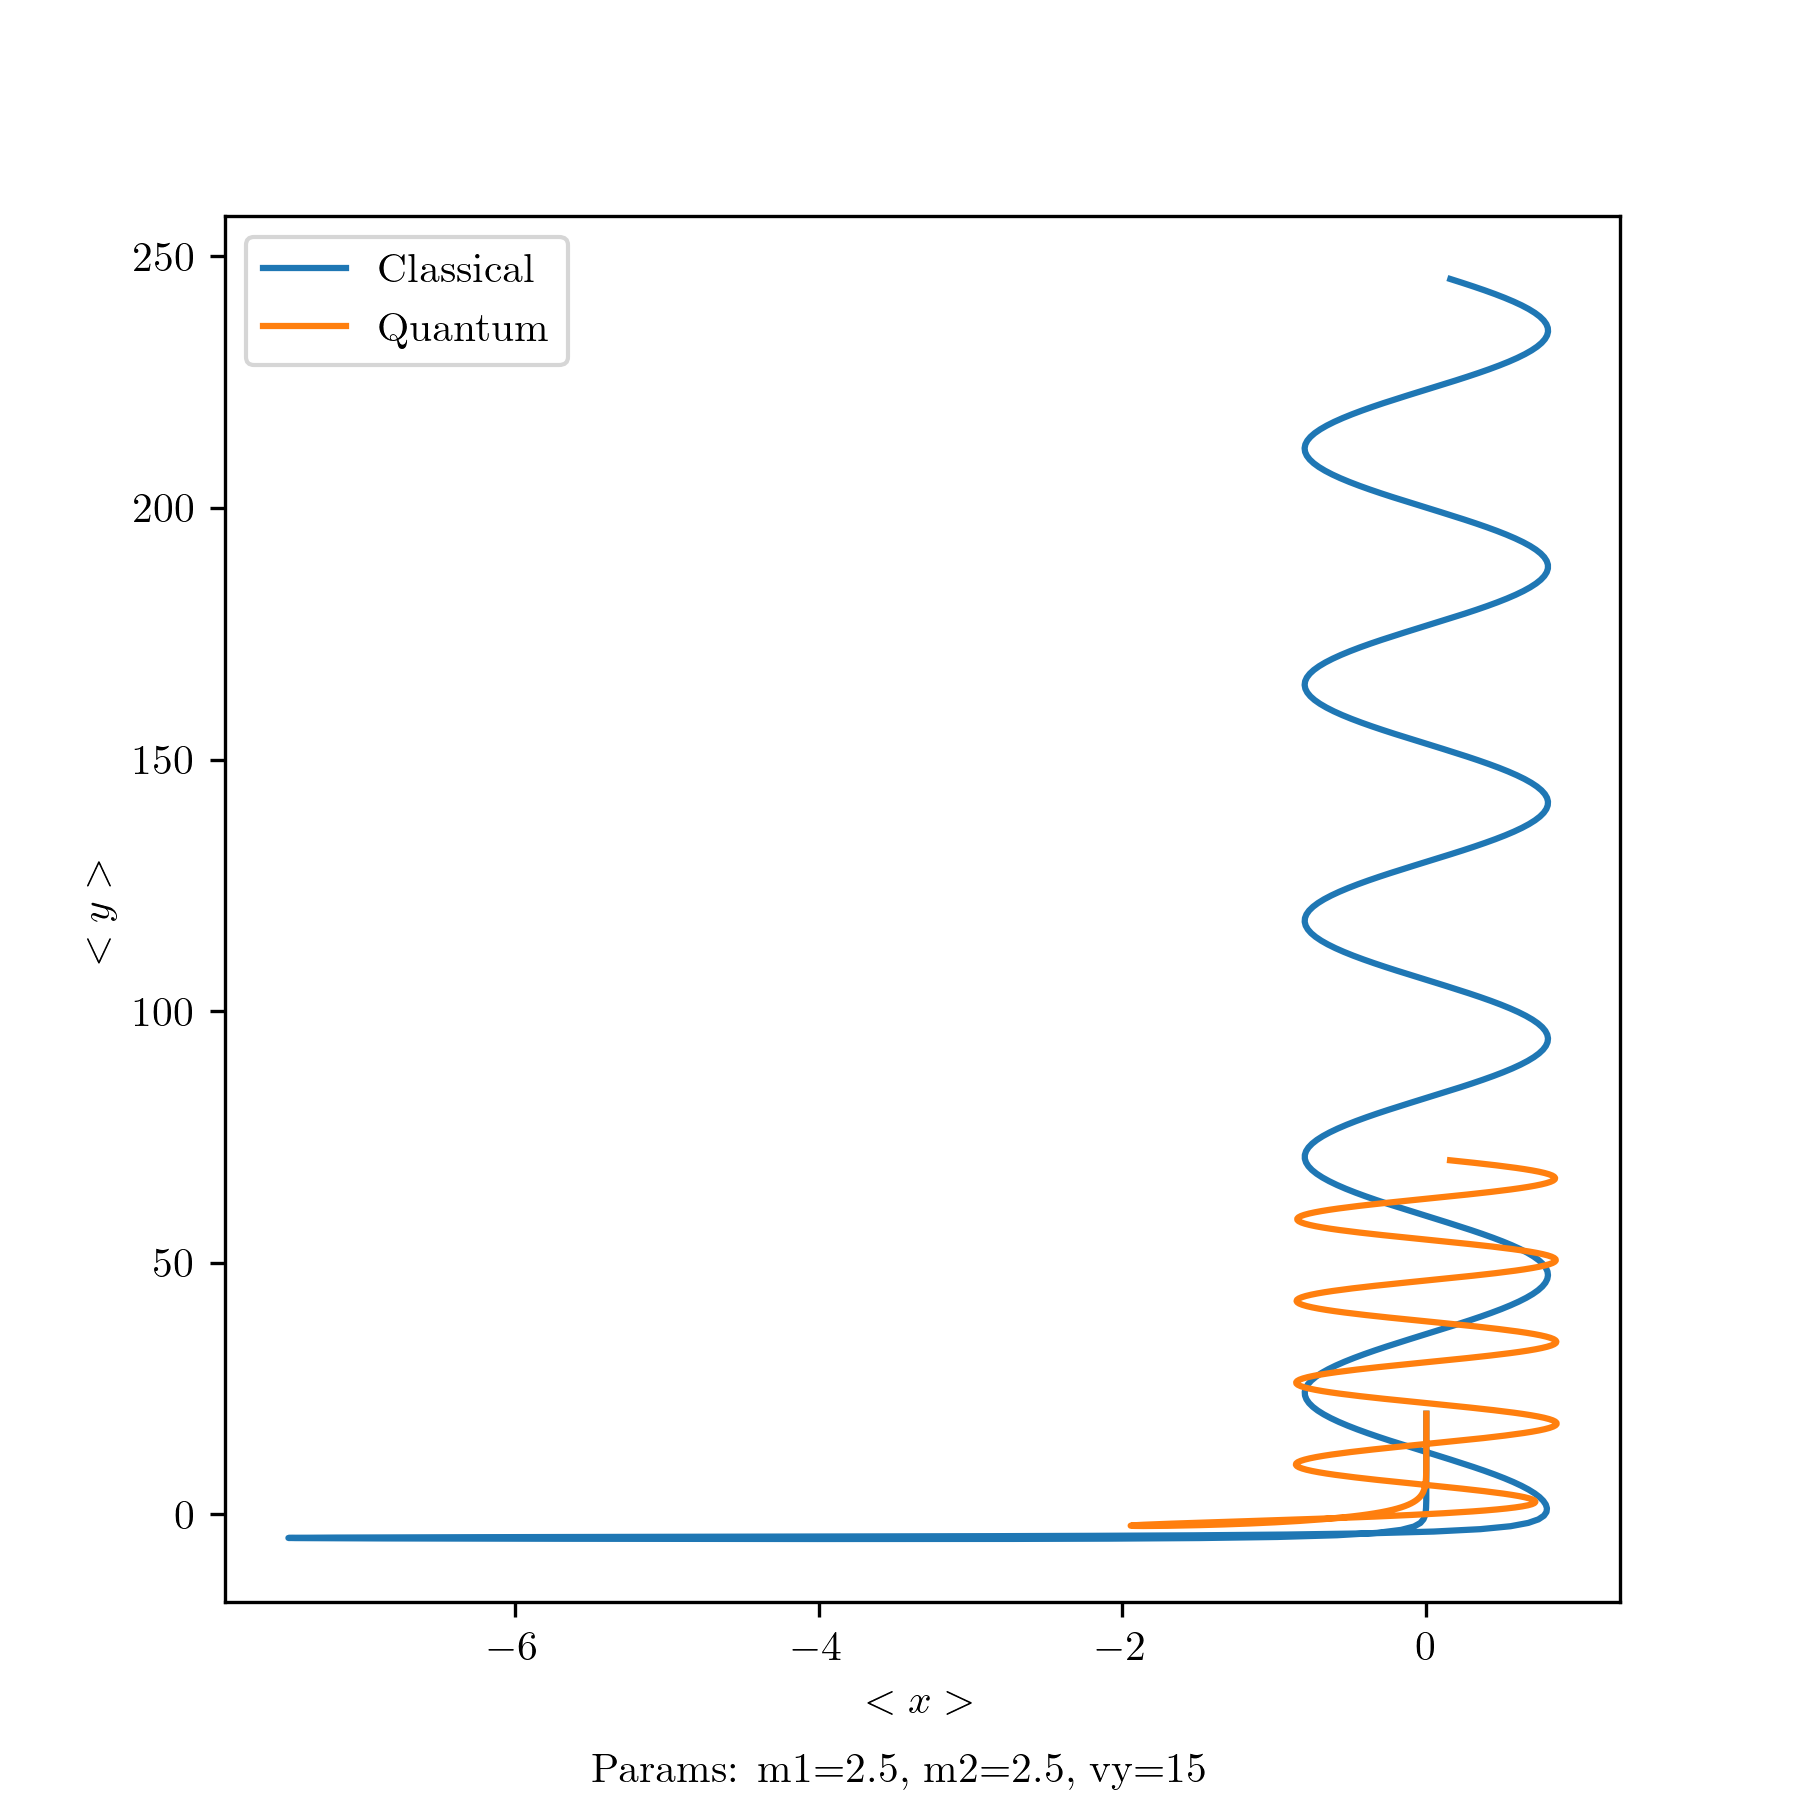 Classical
Quantum
250
200
150
100
50
0
< y >
−6 −4 −2 0
< x >
Params: m1=2.5, m2=2.5, vy=15